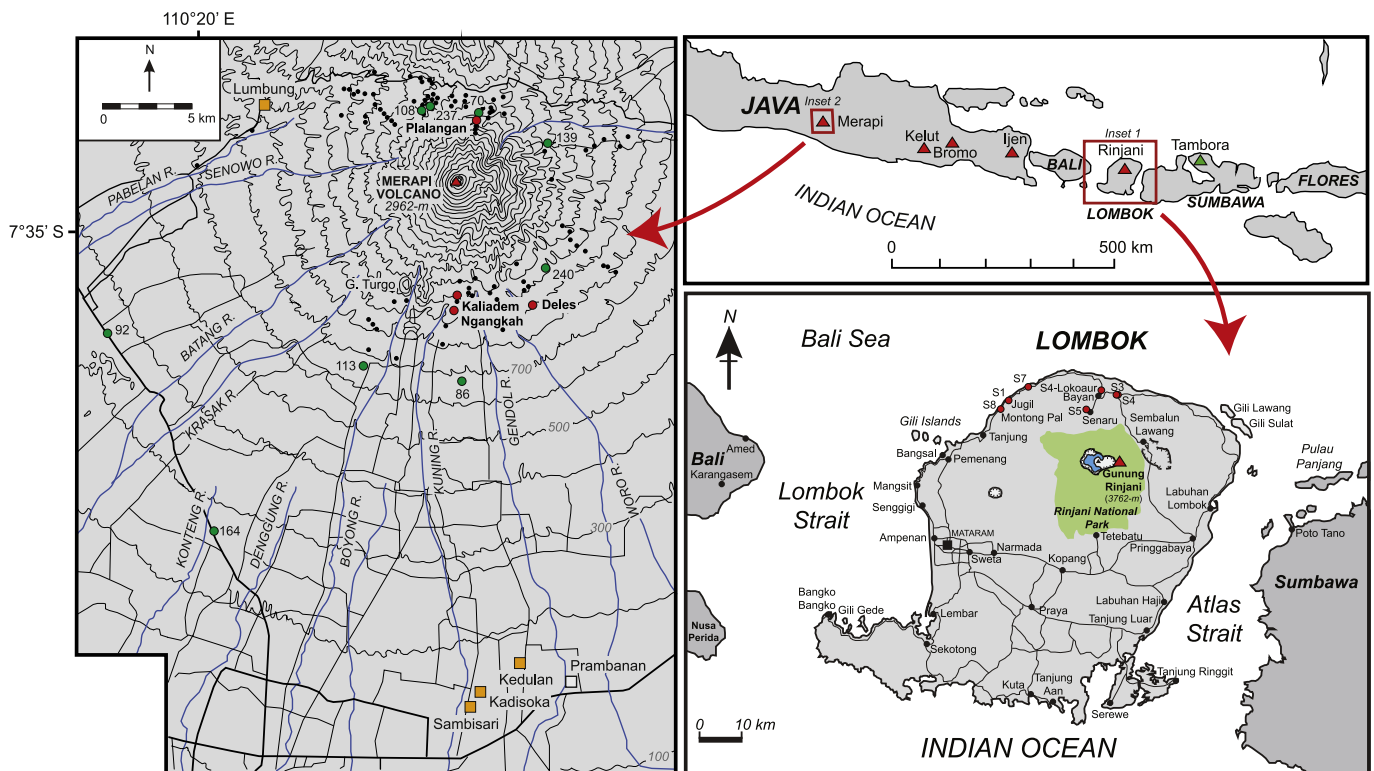 110° 20' E
N
0
5 km
Lumbung
108
237
70
Plalangan
139
PABELAN R.
SENOWO R.
MERAPI
VOLCANO
2962-m
7° 35' S
240
G. Turgo
Kaliadem
Ngangkah
Deles
92
BATANG R.
113
86
700
KRASAK R.
GENDOL R.
500
KUNING R.
WORO R.
KONTENG R.
164
DENGGUNG R.
BOYONG R.
300
Prambanan
Kedulan
Kadisoka
Sambisari
100
JAVA
Inset 2
Merapi
Kelut
Bromo
Ijen
BALI
Inset 1
Rinjani
LOMBOK
Tambora
SUMBAWA
FLORES
INDIAN OCEAN
0
500 km
N
Bali Sea
LOMBOK
S7
S4-Lokoaur
S3
S1
Bayan
S4
Jugil
S8
S5
Montong Pal
Senaru
Sembalun
Lawang
Gili Lawang
Gili Sulat
Gili Islands
Tanjung
Bangsal
Pemenang
Pulau
Panjang
Amed
Bali
Karangasem
Gunung
Rinjani
(3762-m)
Rinjani National
Park
Mangsit
Senggigi
Lombok
Strait
Labuhan
Lombok
Ampenan
MATARAM
Narmada
Sweta
Tetebatu
Pringgabaya
Kopang
Poto Tano
Sumbawa
Bangko
Bangko
Gili Gede
Lembar
Praya
Labuhan Haji
Tanjung Luar
Atlas
Strait
Nusa
Perida
Sekotong
Kuta
Tanjung
Aan
Tanjung Ringgit
Serewe
0
10 km
INDIAN OCEAN